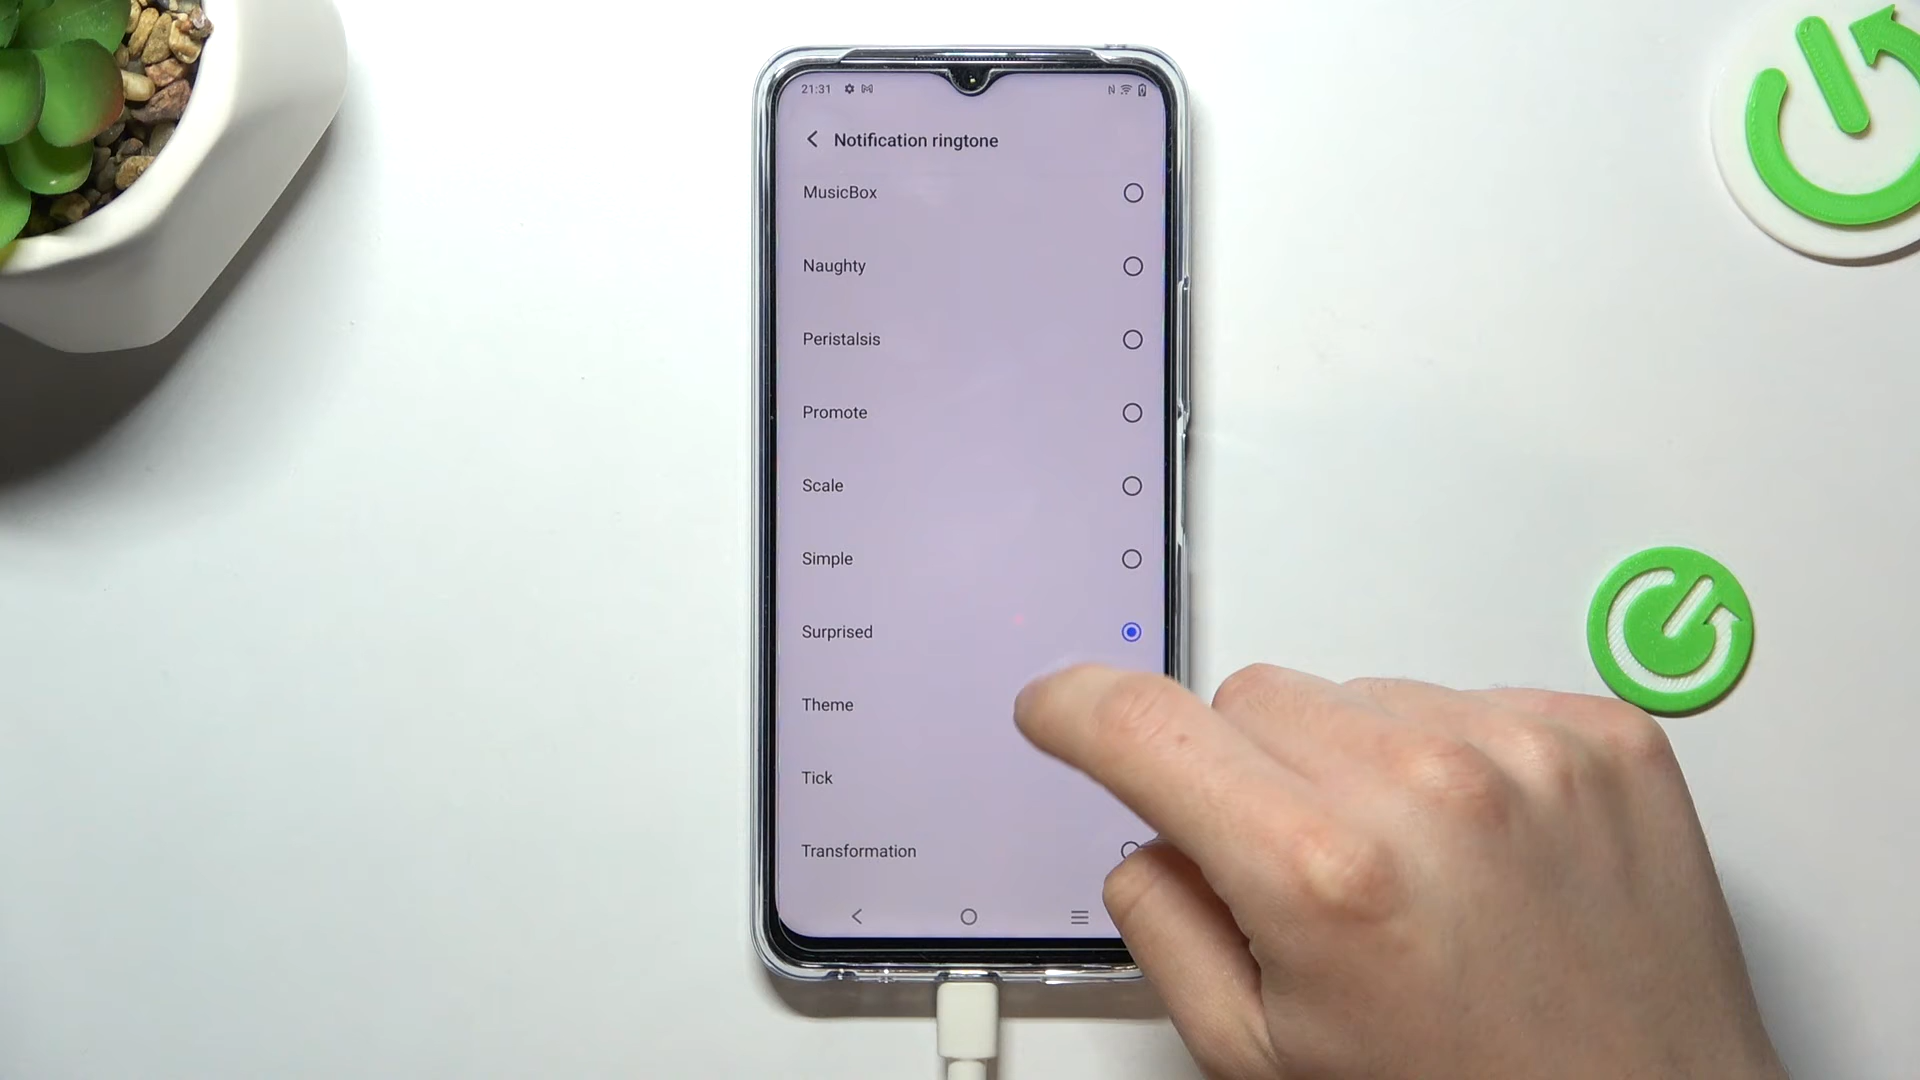 21:31
Notification ringtone
MusicBox
Naughty
Peristalsis
Promote
Scale
Simple
Surprised
Theme
Tick
Transformation